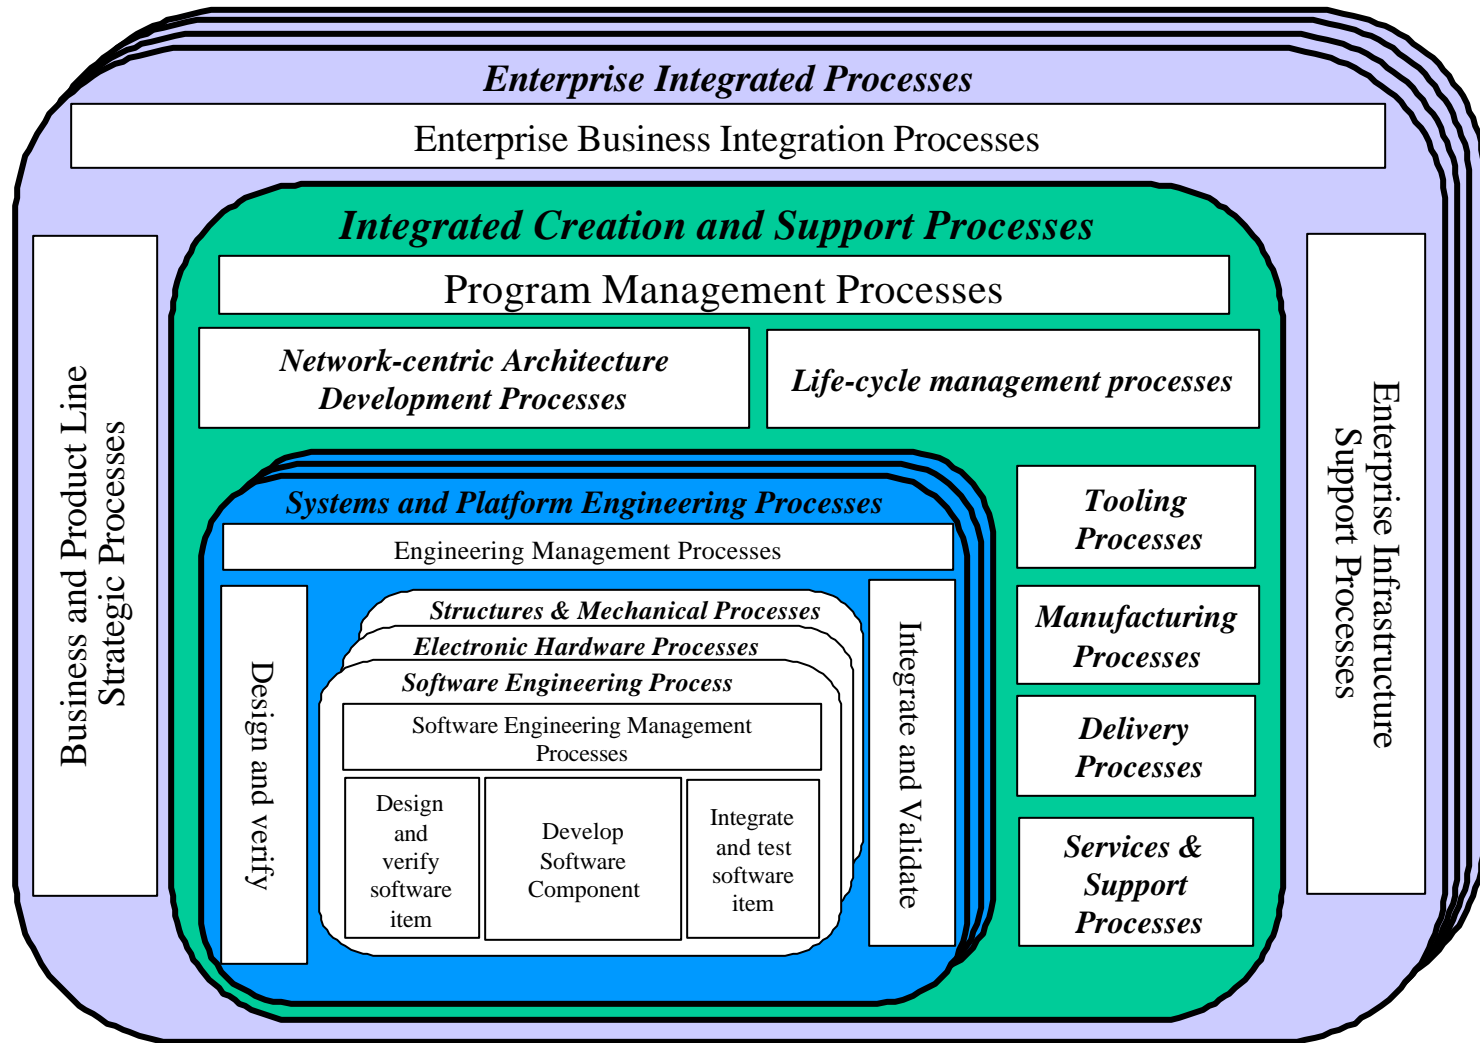 Enterprise Integrated Processes
Enterprise Business Integration Processes
Integrated Creation and Support Processes
Program Management Processes
Network-centric Architecture
Development Processes
Life-cycle management processes
Business and Product Line
Strategic Processes
Enterprise Infrastructure
Support Processes
Systems and Platform Engineering Processes
Engineering Management Processes
Design and verify
Structures & Mechanical Processes
Electronic Hardware Processes
Software Engineering Process
Software Engineering Management
Processes
Design
and
verify
software
item
Develop
Software
Component
Integrate
and test
software
item
Integrate and Validate
Tooling
Processes
Manufacturing
Processes
Delivery
Processes
Services &
Support
Processes